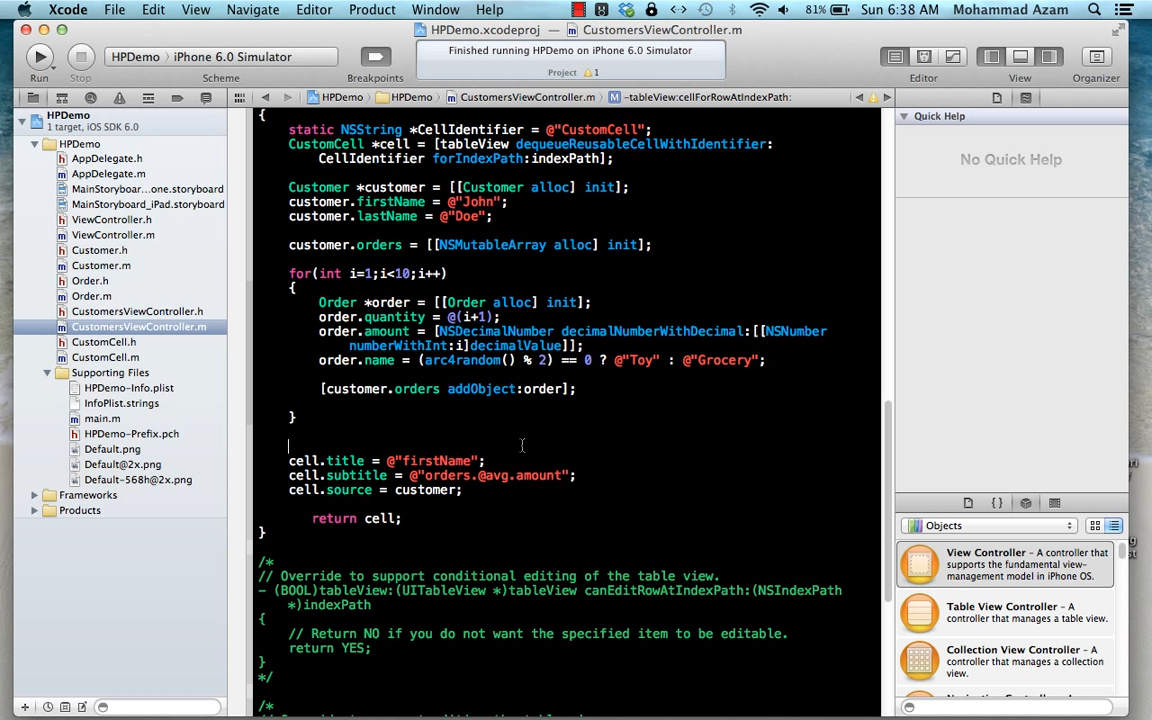 Xcode File Edit View Navigate Editor Product Window Help 81% Sun 6:38 AM Mohammad Azam
HPDemo.xcodeproj — CustomersViewController.m
HPDemo iPhone 6.0 Simulator
Finished running HPDemo on iPhone 6.0 Simulator
Project 1
Run Stop Scheme Breakpoints Editor View Organizer
HPDemo HPDemo CustomersViewController.m M -tableView:cellForRowAtIndexPath:
HPDemo
1 target, iOS SDK 6.0
HPDemo
AppDelegate.h
AppDelegate.m
MainStoryboard...one.storyboard
MainStoryboard_iPad.storyboard
ViewController.h
ViewController.m
Customer.h
Customer.m
Order.h
Order.m
CustomersViewController.h
CustomersViewController.m
CustomCell.h
CustomCell.m
Supporting Files
HPDemo-Info.plist
InfoPlist.strings
main.m
HPDemo-Prefix.pch
Default.png
Default@2x.png
Default-568h@2x.png
Frameworks
Products
{
static NSString *CellIdentifier = @"CustomCell";
CustomCell *cell = [tableView dequeueReusableCellWithIdentifier:
CellIdentifier forIndexPath:indexPath];
Customer *customer = [[Customer alloc] init];
customer.firstName = @"John";
customer.lastName = @"Doe";
customer.orders = [[NSMutableArray alloc] init];
for(int i=1;i<10;i++)
{
Order *order = [[Order alloc] init];
order.quantity = @(i+1);
order.amount = [NSDecimalNumber decimalNumberWithDecimal:[[NSNumber
numberWithInt:i]decimalValue]];
order.name = (arc4random() % 2) == 0 ? @"Toy" : @"Grocery";
[customer.orders addObject:order];
}
cell.title = @"firstName";
cell.subtitle = @"orders.@avg.amount";
cell.source = customer;
return cell;
}
/*
// Override to support conditional editing of the table view.
- (BOOL)tableView:(UITableView *)tableView canEditRowAtIndexPath:(NSIndexPath
*)indexPath
{
// Return NO if you do not want the specified item to be editable.
return YES;
}
*/
/*
Quick Help
No Quick Help
Objects
View Controller - A controller that
supports the fundamental view-
management model in iPhone OS.
Table View Controller - A
controller that manages a table view.
Collection View Controller - A
controller that manages a collection
view.